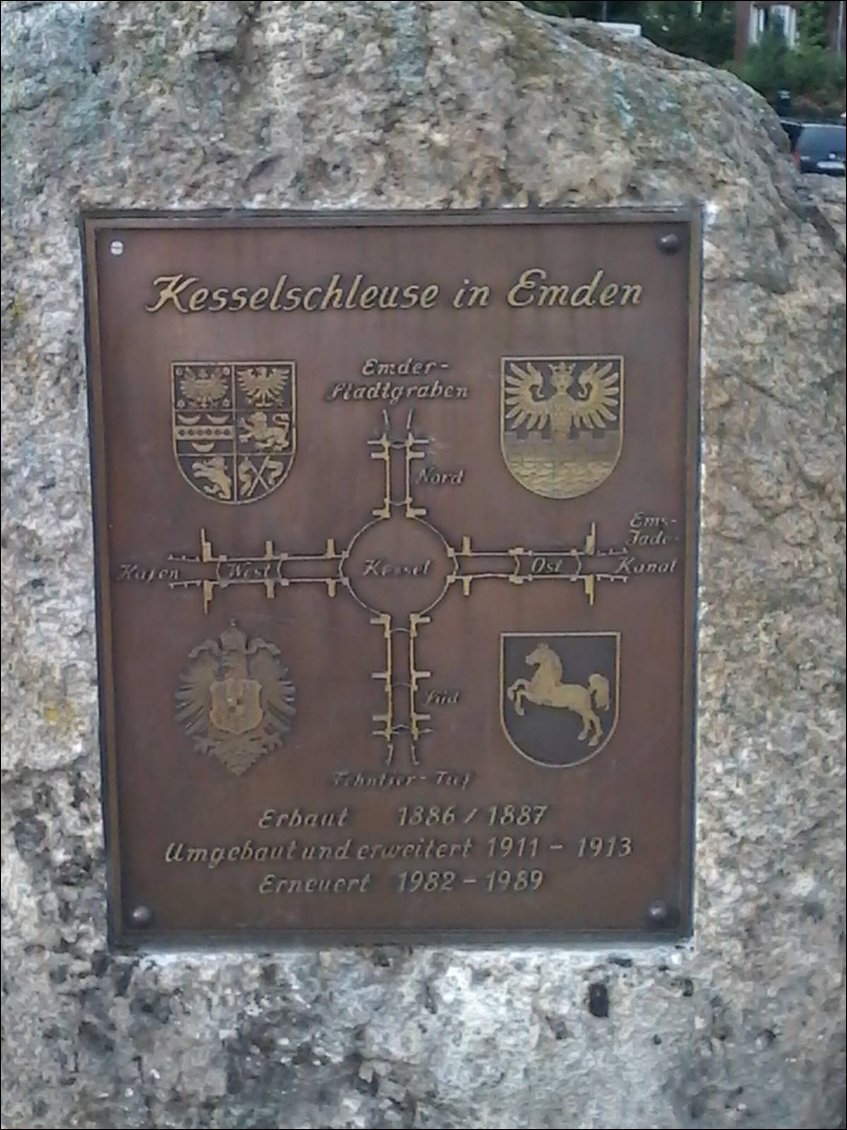 Kesselschleuse in Emden
Emder-
Stadtgraben
Nord
Ems-
Jade-
Hafen West Kessel Ost Kanal
Süd
Fehntjer-Tief
Erbaut 1886/1887
Umgebaut und erweitert 1911-1913
Erneuert 1982-1989